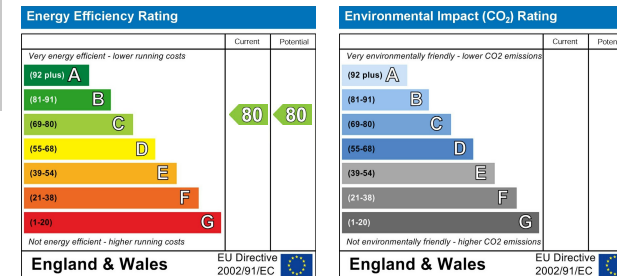 Energy Efficiency Rating
Current Potential
Very energy efficient - lower running costs
(92 plus) A
(81-91) B
(69-80) C
80 80
(55-68) D
(39-54) E
(21-38) F
(1-20) G
Not energy efficient - higher running costs
England & Wales
EU Directive
2002/91/EC
Environmental Impact (CO₂) Rating
Current Poten
Very environmentally friendly - lower CO2 emissions
(92 plus) A
(81-91) B
(69-80) C
(55-68) D
(39-54) E
(21-38) F
(1-20) G
Not environmentally friendly - higher CO2 emissions
England & Wales
EU Directive
2002/91/EC